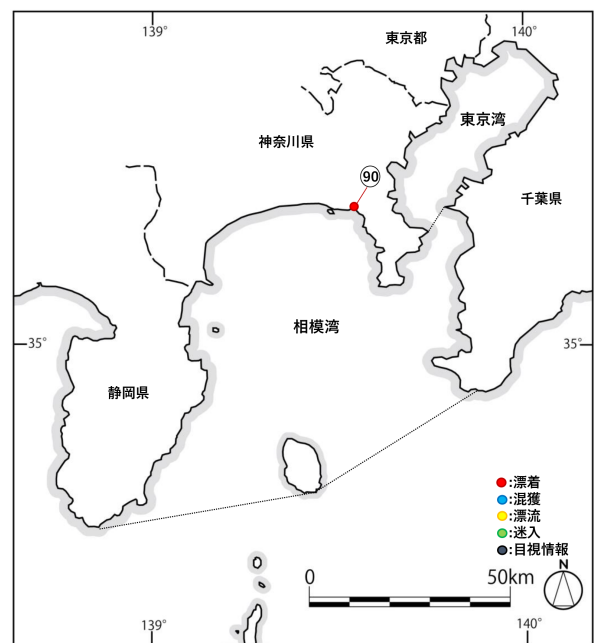 139°
140°
東京都
東京湾
神奈川県
90
千葉県
相模湾
35°
35°
静岡県
:漂着
:混獲
:漂流
:迷入
:目視情報
N
0
50km
139°
140°